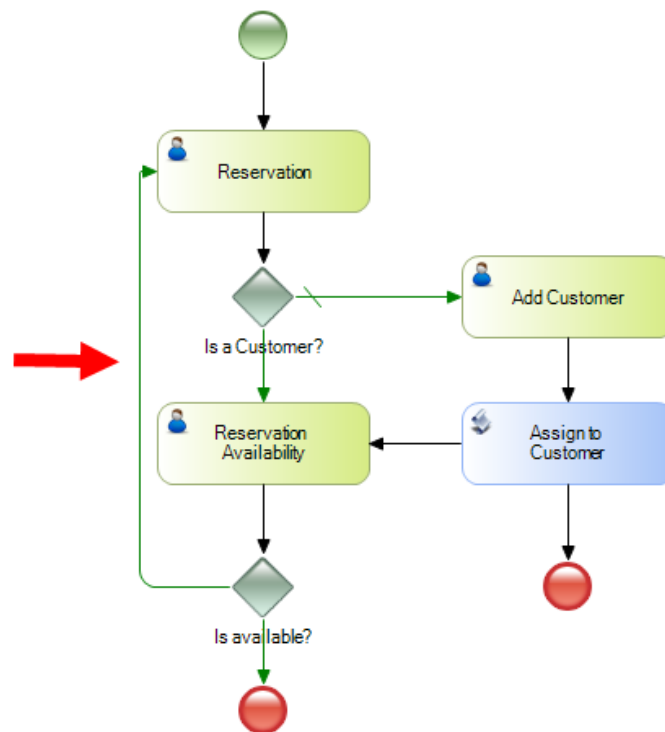 Reservation
Add Customer
Is a Customer?
Reservation
Availability
Assign to
Customer
Is available?